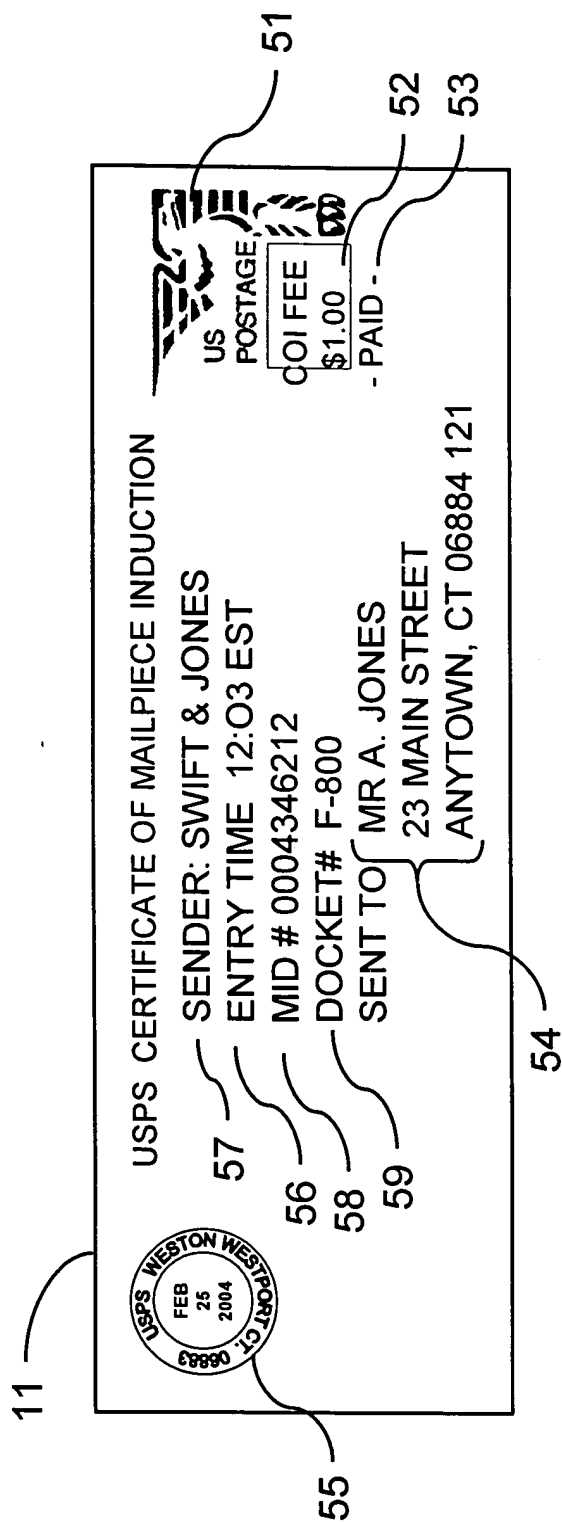 11
USPS WESTON WESTPORT CT. 06883
FEB
25
2004
55
USPS CERTIFICATE OF MAILPIECE INDUCTION
57
SENDER: SWIFT & JONES
56
ENTRY TIME 12:O3 EST
58
MID # 0004346212
59
DOCKET# F-800
SENT TO MR A. JONES
23 MAIN STREET
ANYTOWN, CT 06884 121
54
US
POSTAGE
COI FEE
$1.00
- PAID -
51
52
53